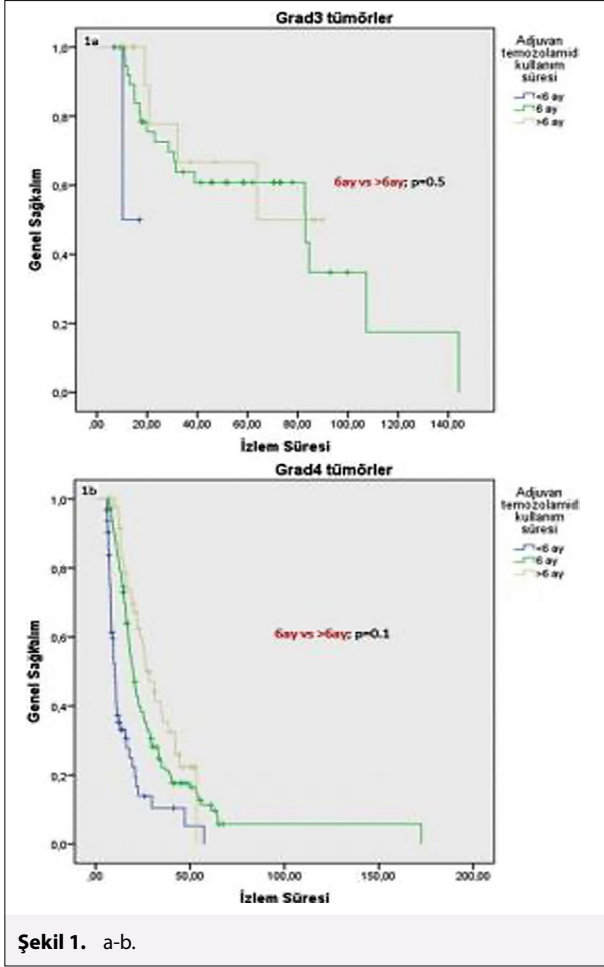 Grad3 tümörler
1a
Adjuvan
temozolamid
kullanım
süresi
<6 ay
6 ay
>6 ay
1,0
0,8
0,6
0,4
0,2
0,0
Genel Sağkalım
6ay vs >6ay; p=0.5
,00
20,00
40,00
60,00
80,00
100,00
120,00
140,00
İzlem Süresi
Grad4 tümörler
1b
Adjuvan
temozolamid
kullanım
süresi
<6 ay
6 ay
>6 ay
1,0
0,8
0,6
0,4
0,2
0,0
Genel Sağkalım
6ay vs >6ay; p=0.1
,00
50,00
100,00
150,00
200,00
İzlem Süresi
Şekil 1. a-b.